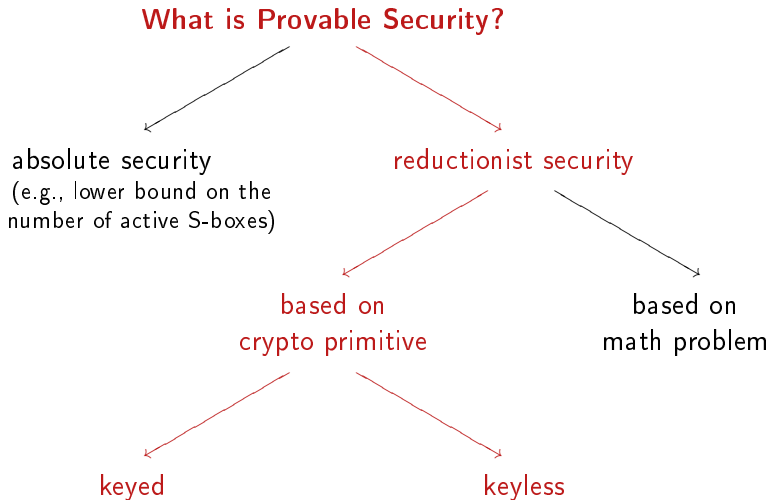 What is Provable Security?
absolute security
(e.g., lower bound on the
number of active S-boxes)
reductionist security
based on
crypto primitive
based on
math problem
keyed
keyless